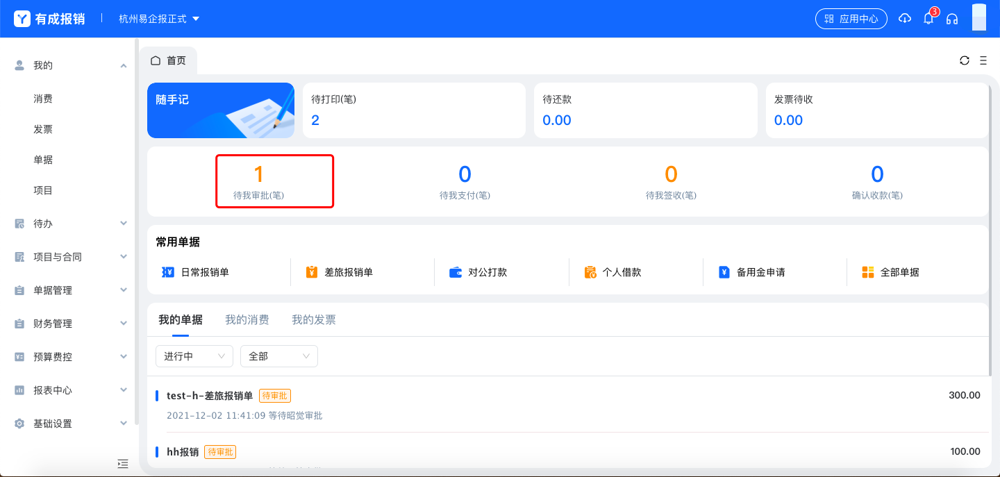 有成报销
杭州易企报正式
应用中心
3
我的
消费
发票
单据
项目
待办
项目与合同
单据管理
财务管理
预算费控
报表中心
基础设置
首页
随手记
待打印(笔)
2
待还款
0.00
发票待收
0.00
1
待我审批(笔)
0
待我支付(笔)
0
待我签收(笔)
0
确认收款(笔)
常用单据
日常报销单
差旅报销单
对公打款
个人借款
备用金申请
全部单据
我的单据 我的消费 我的发票
进行中 全部
test-h-差旅报销单 待审批 300.00
2021-12-02 11:41:09 等待昭觉审批
hh报销 待审批 100.00